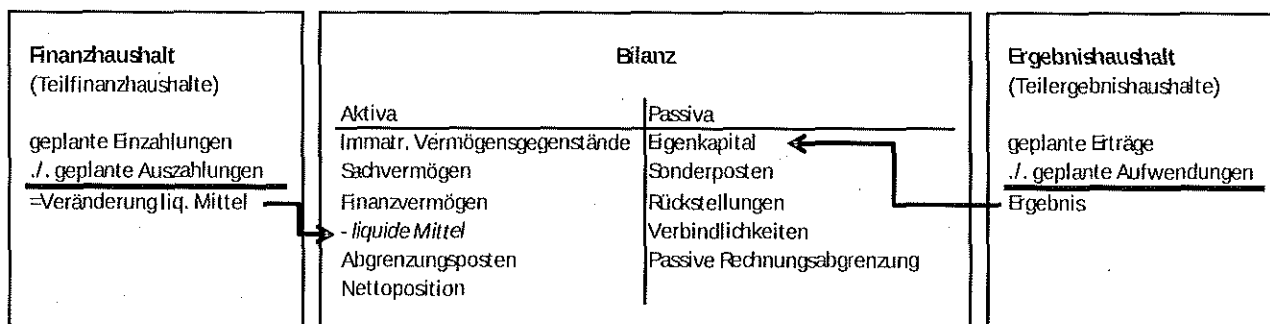 Finanzhaushalt
(Teilfinanzhaushalte)
geplante Einzahlungen
./. geplante Auszahlungen
=Veränderung liq. Mittel
Bilanz
Aktiva
Immatr. Vermögensgegenstände
Sachvermögen
Finanzvermögen
- liquide Mittel
Abgrenzungsposten
Nettoposition
Passiva
Eigenkapital
Sonderposten
Rückstellungen
Verbindlichkeiten
Passive Rechnungsabgrenzung
Ergebnishaushalt
(Teilergebnishaushalte)
geplante Erträge
./. geplante Aufwendungen
Ergebnis